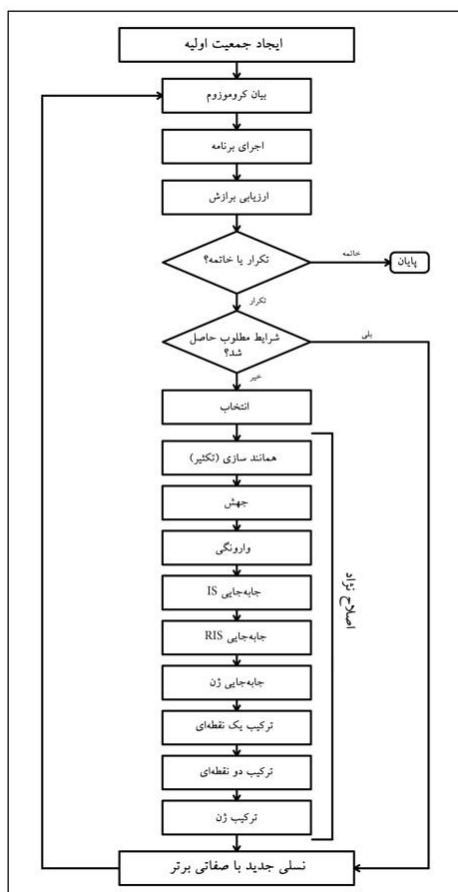 ایجاد جمعیت اولیه
بیان کروموزوم
اجرای برنامه
ارزیابی برازش
تکرار یا خاتمه؟
خاتمه
پایان
تکرار
شرایط مطلوب حاصل
شد؟
بلی
خیر
انتخاب
همانند سازی (تکثیر)
جهش
وارونگی
جابه‌جایی IS
جابه‌جایی RIS
جابه‌جایی ژن
ترکیب یک نقطه‌ای
ترکیب دو نقطه‌ای
ترکیب ژن
اصلاح نژاد
نسلی جدید با صفاتی برتر